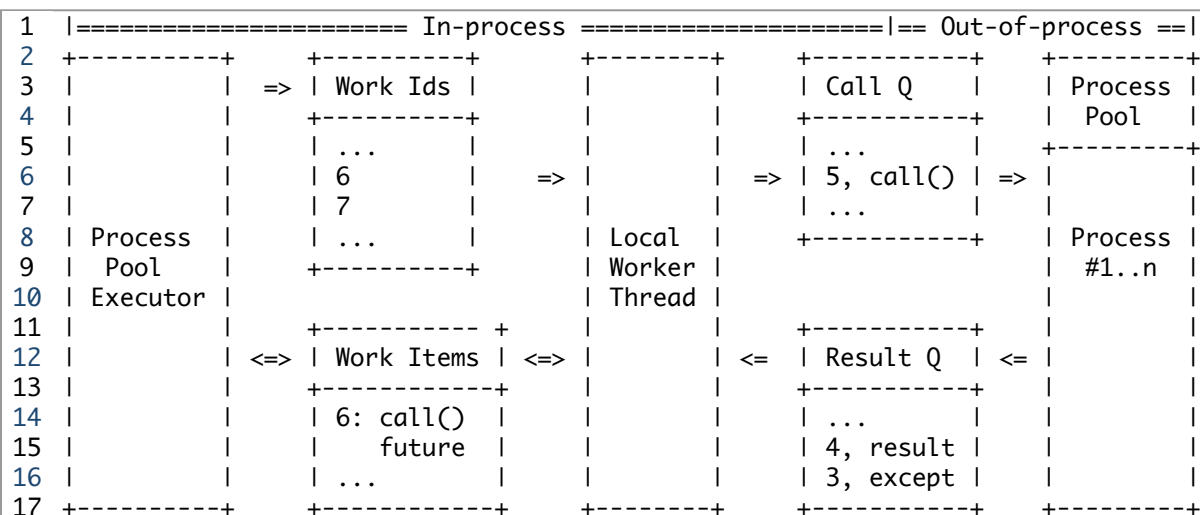 1  |======================= In-process =====================|== Out-of-process ==|
2  +----------+     +----------+       +--------+     +-----------+    +---------+
3  |          |  => | Work Ids |       |        |     | Call Q    |    | Process |
4  |          |     +----------+       |        |     +-----------+    |  Pool   |
5  |          |     | ...      |       |        |     | ...       |    +---------+
6  |          |     | 6        |    => |        |  => | 5, call() | => |         |
7  |          |     | 7        |       |        |     | ...       |    |         |
8  | Process  |     | ...      |       | Local  |     +-----------+    | Process |
9  |  Pool    |     +----------+       | Worker |                      |  #1..n  |
10 | Executor |                        | Thread |                      |         |
11 |          |     +----------- +     |        |     +-----------+    |         |
12 |          | <=> | Work Items | <=> |        | <=  | Result Q  | <= |         |
13 |          |     +------------+     |        |     +-----------+    |         |
14 |          |     | 6: call()  |     |        |     | ...       |    |         |
15 |          |     |    future  |     |        |     | 4, result |    |         |
16 |          |     | ...        |     |        |     | 3, except |    |         |
17 +----------+     +------------+     +--------+     +-----------+    +---------+